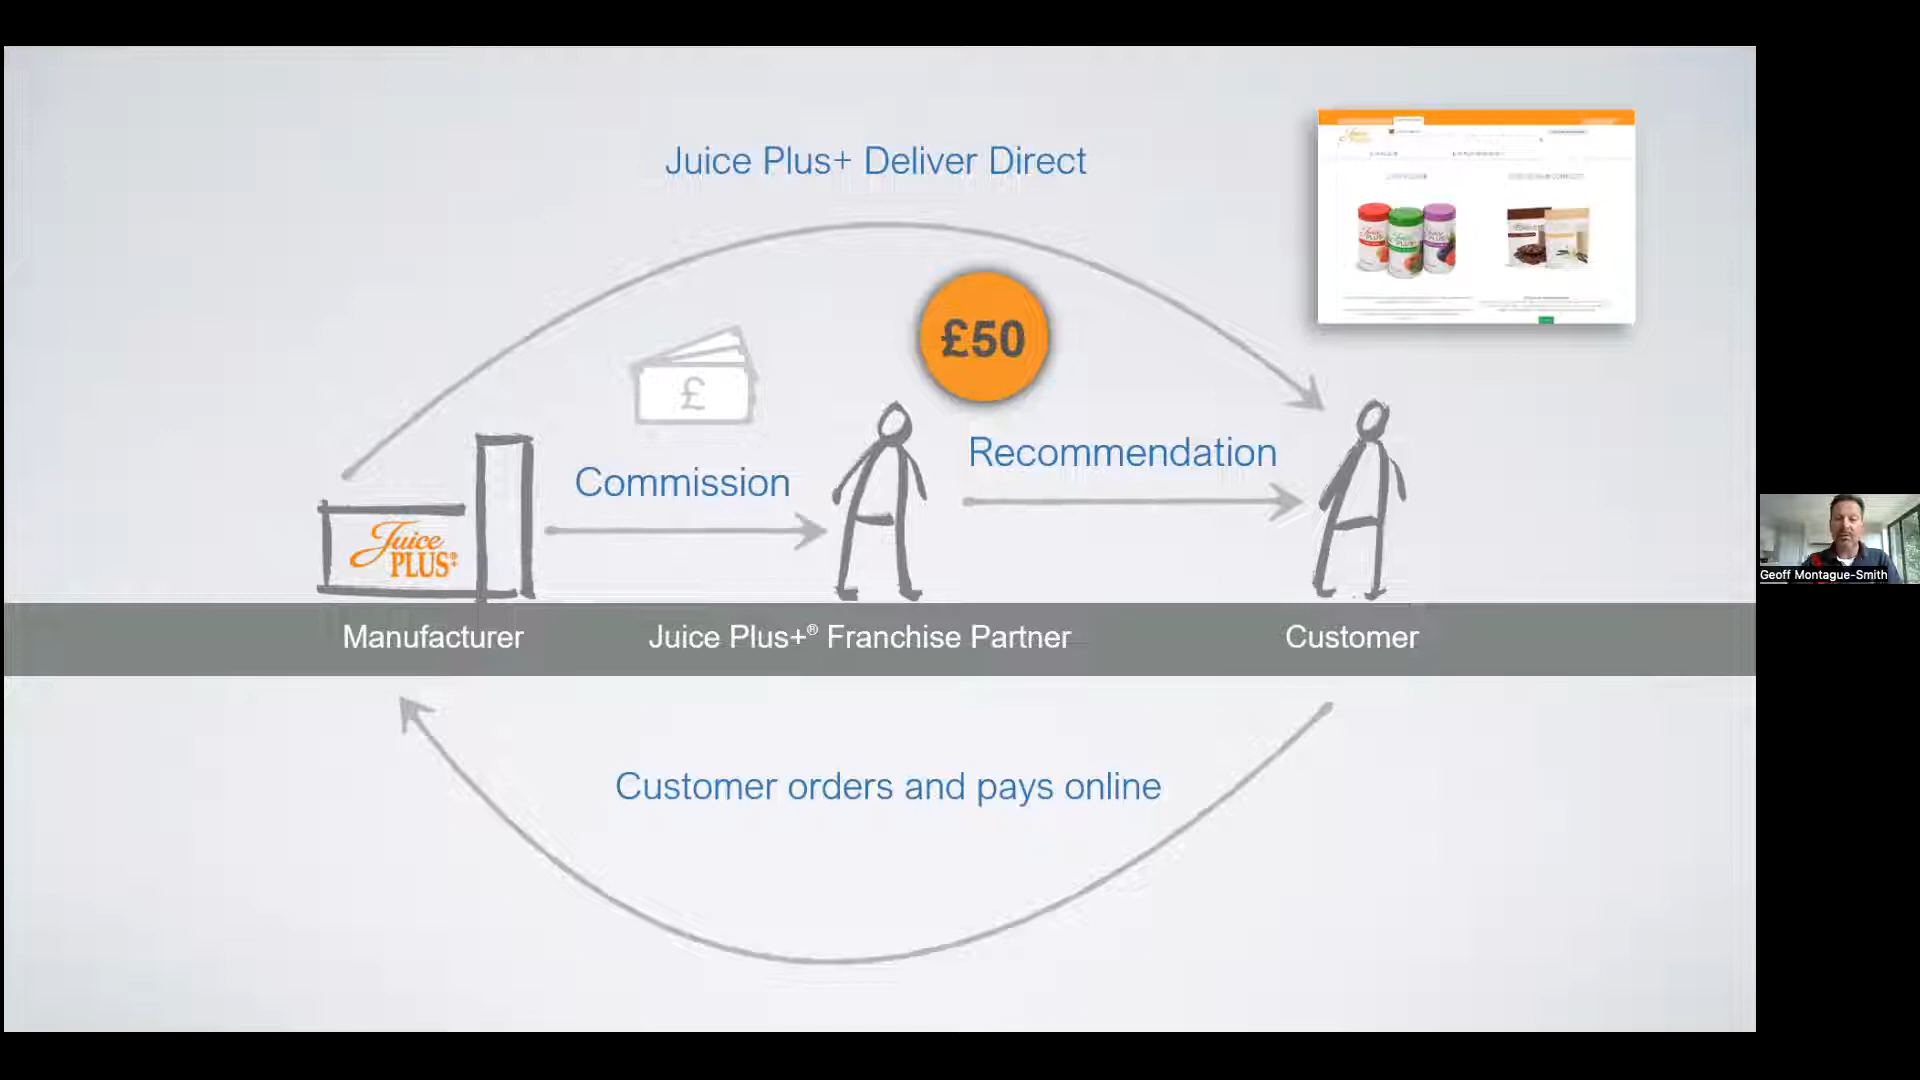 Juice Plus+ Deliver Direct
£50
£
Recommendation
Commission
Juice
PLUS+®
Manufacturer
Juice Plus+® Franchise Partner
Customer
Customer orders and pays online
Geoff Montague-Smith